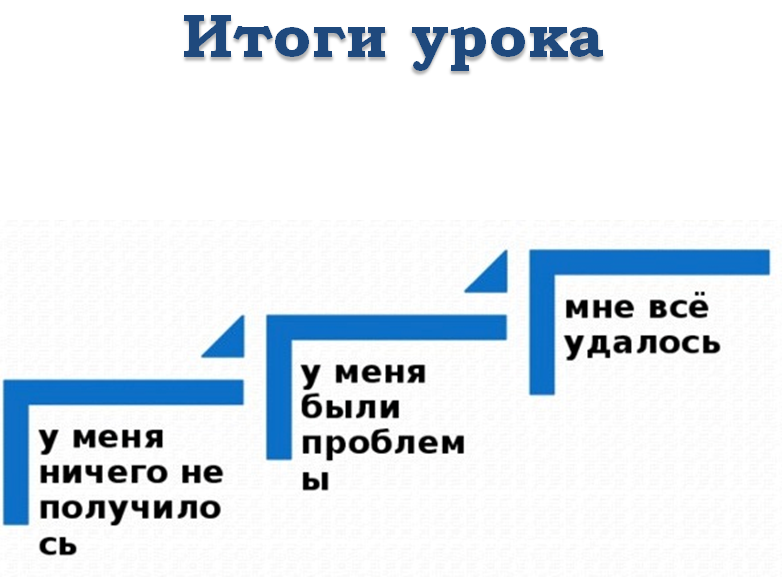 Итоги урока
у меня
ничего не
получило
сь
у меня
были
проблем
ы
мне всё
удалось